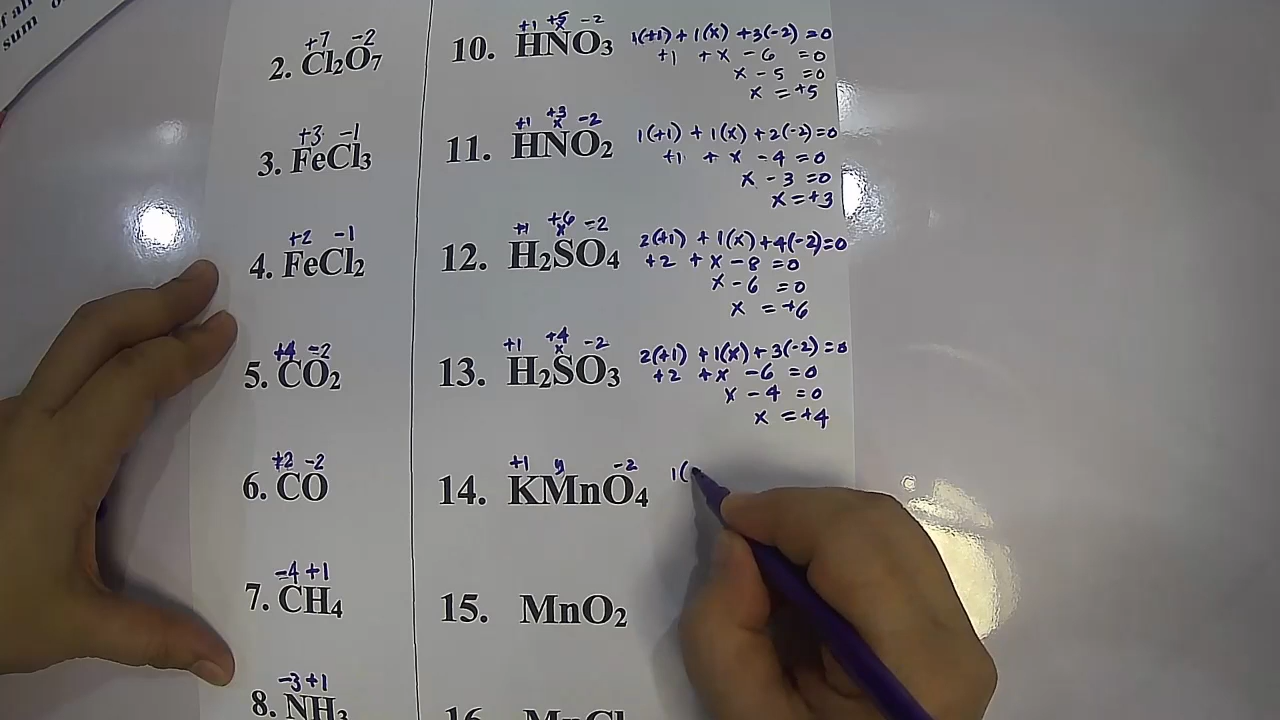 f all
sum o
+7 -2
2. Cl₂O₇
+3 -1
3. FeCl₃
+2 -1
4. FeCl₂
+4 -2
5. CO₂
+2 -2
6. CO
-4 +1
7. CH₄
-3 +1
8. NH₃
+1 +5 -2
x
10. HNO₃ 1(+1) + 1(x) + 3(-2) = 0
+1 + x - 6 = 0
x - 5 = 0
x = +5
+1 +3 -2
x
11. HNO₂ 1(+1) + 1(x) + 2(-2) = 0
+1 + x - 4 = 0
x - 3 = 0
x = +3
+1 +6 -2
x
12. H₂SO₄ 2(+1) + 1(x) + 4(-2) = 0
+2 + x - 8 = 0
x - 6 = 0
x = +6
+1 +4 -2
x
13. H₂SO₃ 2(+1) + 1(x) + 3(-2) = 0
+2 + x - 6 = 0
x - 4 = 0
x = +4
+1 -2
14. KMnO₄ 1(
15. MnO₂
16. MnCl